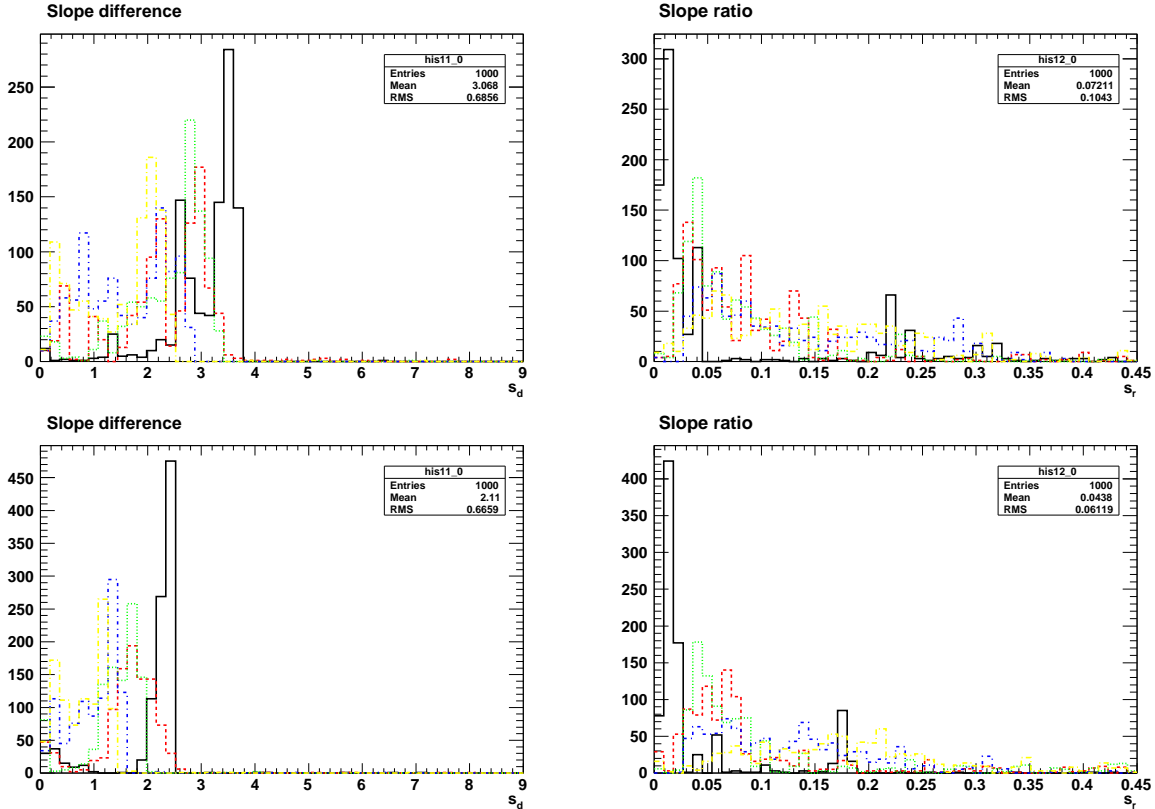 Slope difference
his11_0
Entries 1000
Mean 3.068
RMS 0.6856
250
200
150
100
50
0
0 1 2 3 4 5 6 7 8 9
s_d
Slope ratio
his12_0
Entries 1000
Mean 0.07211
RMS 0.1043
300
250
200
150
100
50
0
0 0.05 0.1 0.15 0.2 0.25 0.3 0.35 0.4 0.45
s_r
Slope difference
his11_0
Entries 1000
Mean 2.11
RMS 0.6659
450
400
350
300
250
200
150
100
50
0
0 1 2 3 4 5 6 7 8 9
s_d
Slope ratio
his12_0
Entries 1000
Mean 0.0438
RMS 0.06119
400
350
300
250
200
150
100
50
0
0 0.05 0.1 0.15 0.2 0.25 0.3 0.35 0.4 0.45
s_r